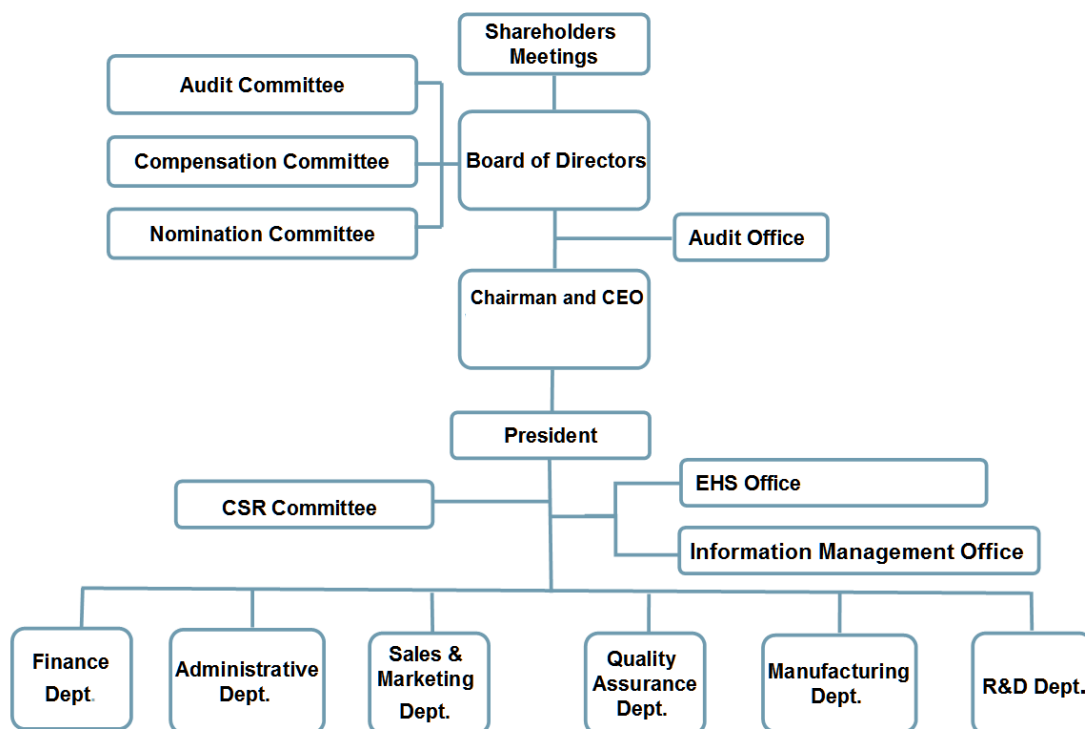 Shareholders
Meetings
Audit Committee
Compensation Committee
Board of Directors
Nomination Committee
Audit Office
Chairman and CEO
President
EHS Office
CSR Committee
Information Management Office
Finance
Dept.
Administrative
Dept.
Sales &
Marketing
Dept.
Quality
Assurance
Dept.
Manufacturing
Dept.
R&D Dept.